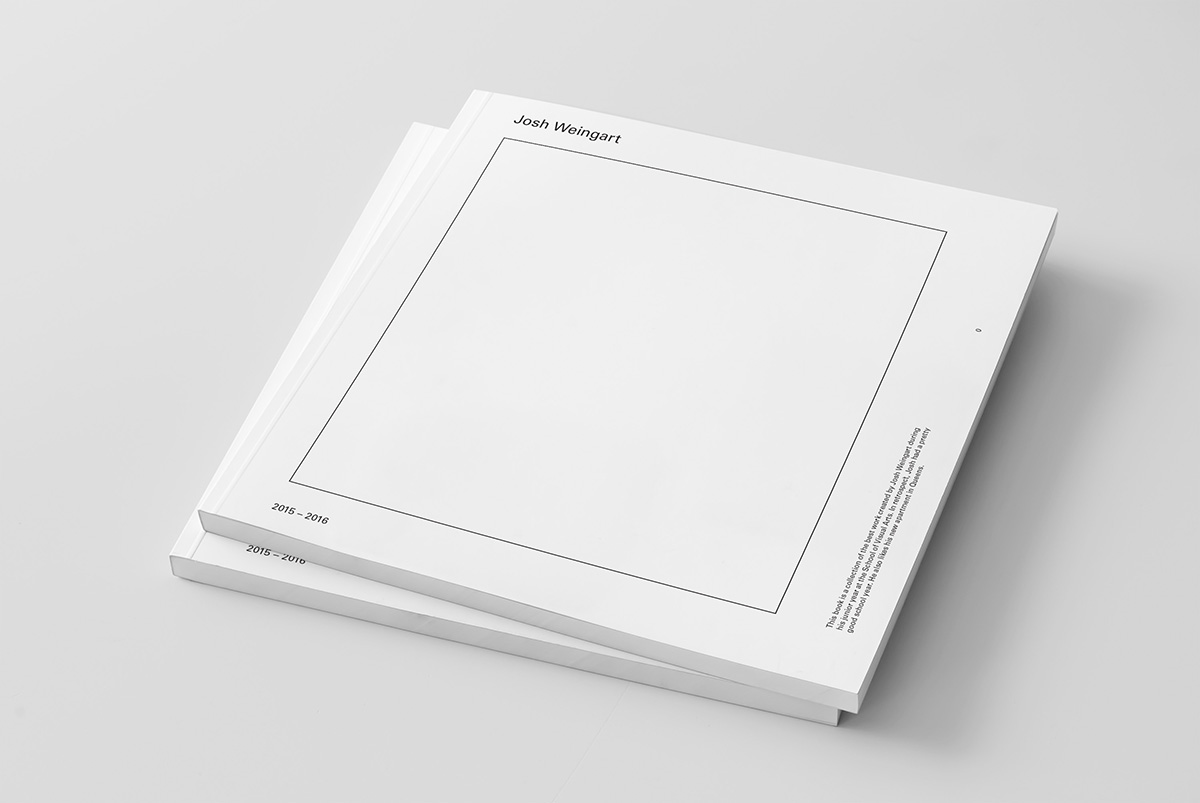 Josh Weingart
0
This book is a collection of the best work created by Josh Weingart during
his junior year at the School of Visual Arts. In retrospect, Josh had a pretty
good school year. He also likes his new apartment in Queens.
2015 – 2016
2015 – 2016